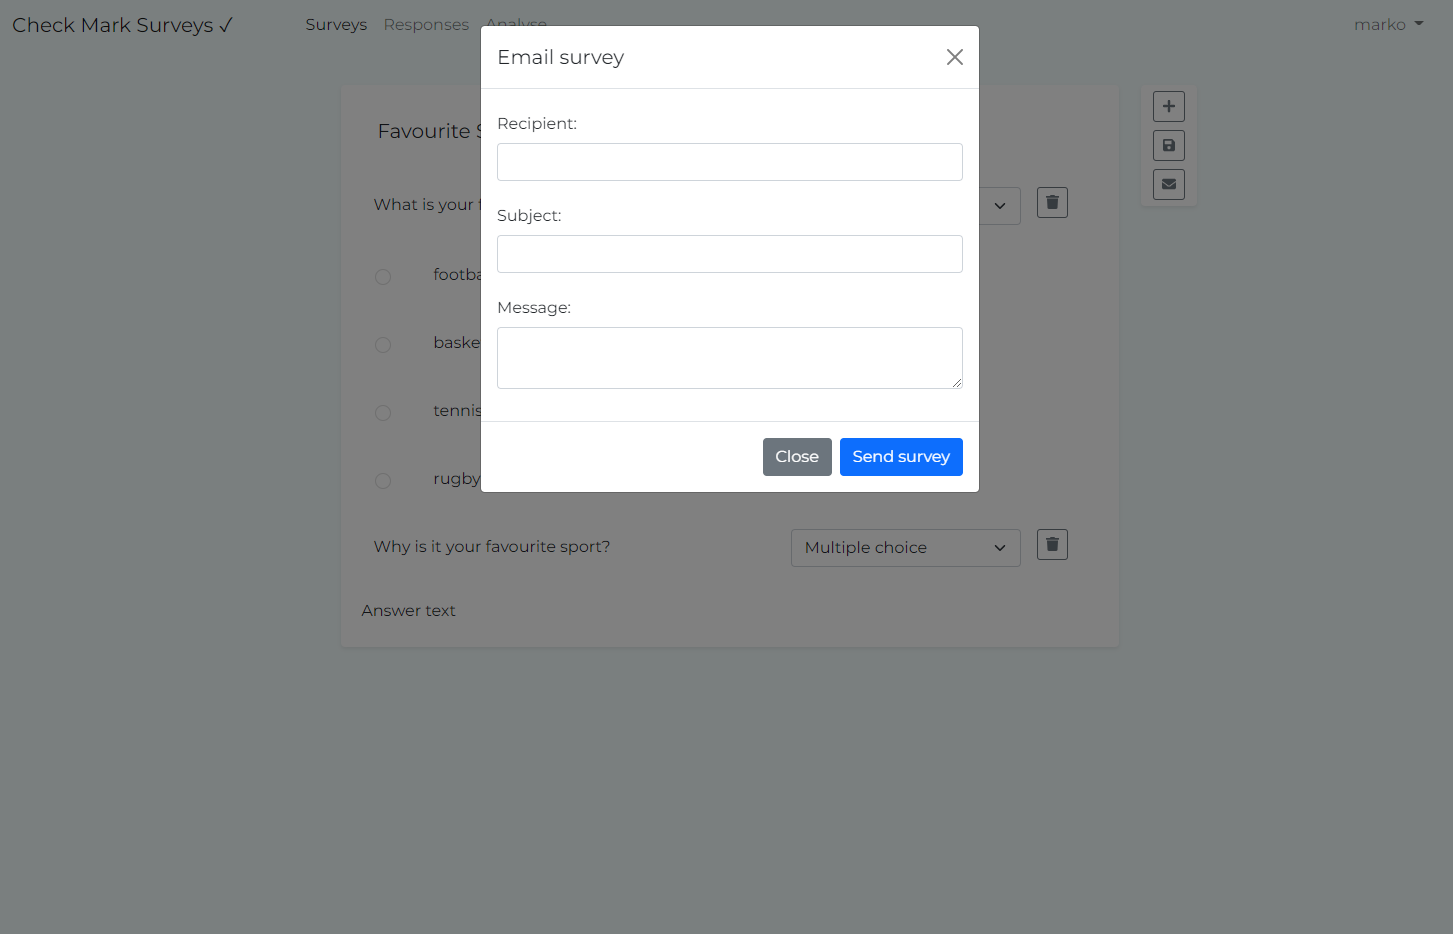 Check Mark Surveys ✓
Surveys Responses Analyse
marko
Email survey
Recipient:
Subject:
Message:
Close Send survey
Favourite
What is your
footba
baske
tennis
rugby
Why is it your favourite sport? Multiple choice
Answer text